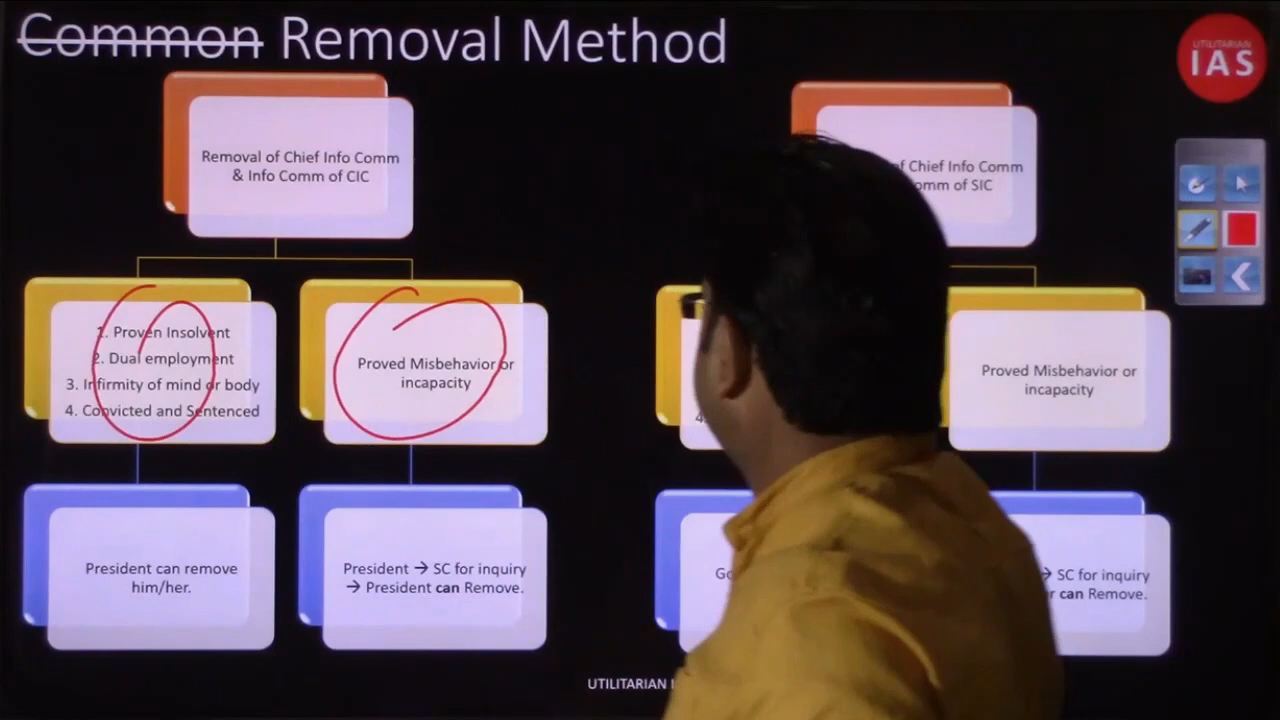 Common Removal Method
UTILITARIAN
IAS
Removal of Chief Info Comm
& Info Comm of CIC
of Chief Info Comm
Comm of SIC
1. Proven Insolvent
2. Dual employment
3. Infirmity of mind or body
4. Convicted and Sentenced
Proved Misbehavior or
incapacity
4.
Proved Misbehavior or
incapacity
President can remove
him/her.
President → SC for inquiry
→ President can Remove.
→ SC for inquiry
can Remove.
UTILITARIAN